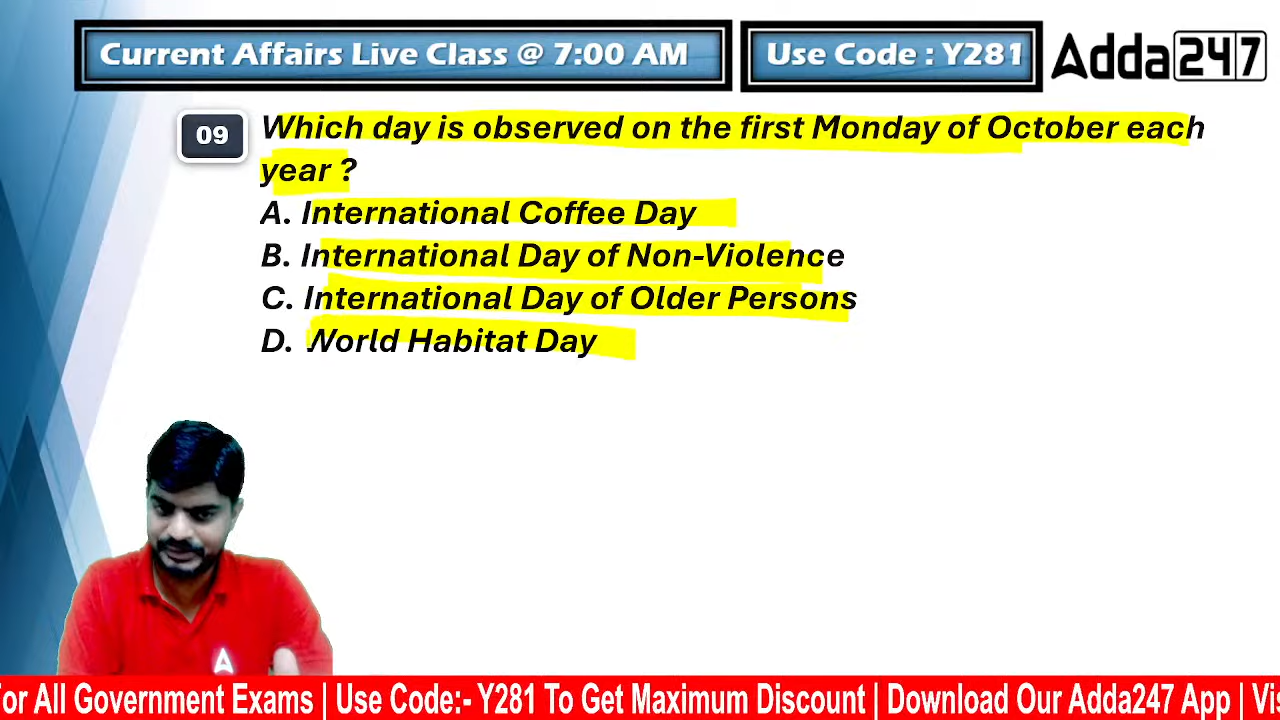 Current Affairs Live Class @ 7:00 AM
Use Code : Y281
Adda247
09
Which day is observed on the first Monday of October each
year ?
A. International Coffee Day
B. International Day of Non-Violence
C. International Day of Older Persons
D. World Habitat Day
For All Government Exams | Use Code:- Y281 To Get Maximum Discount | Download Our Adda247 App |